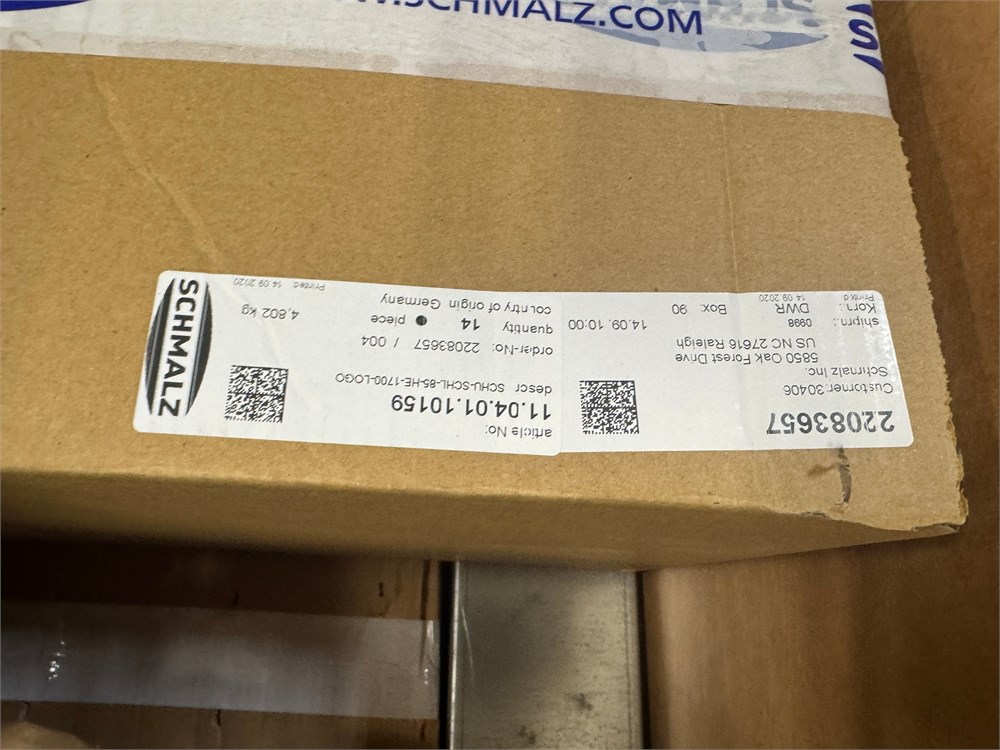 WWW.SCHMALZ.COM
22083657
Customer:30406
Schmalz Inc.
5850 Oak Forest Drive
US NC 27616 Raleigh
shiprn.: 0998
Korn.: DWR Box: 90 14.09. 10:00
Printed: 14.09.2020
article No:
11.04.01.10159
descr SCHU-SCHL-85-HE-1700-LOGO
order-No: 22083657 / 004
quantity 14 piece
country of origin Germany 4,802 kg
Printed: 14.09.2020
SCHMALZ